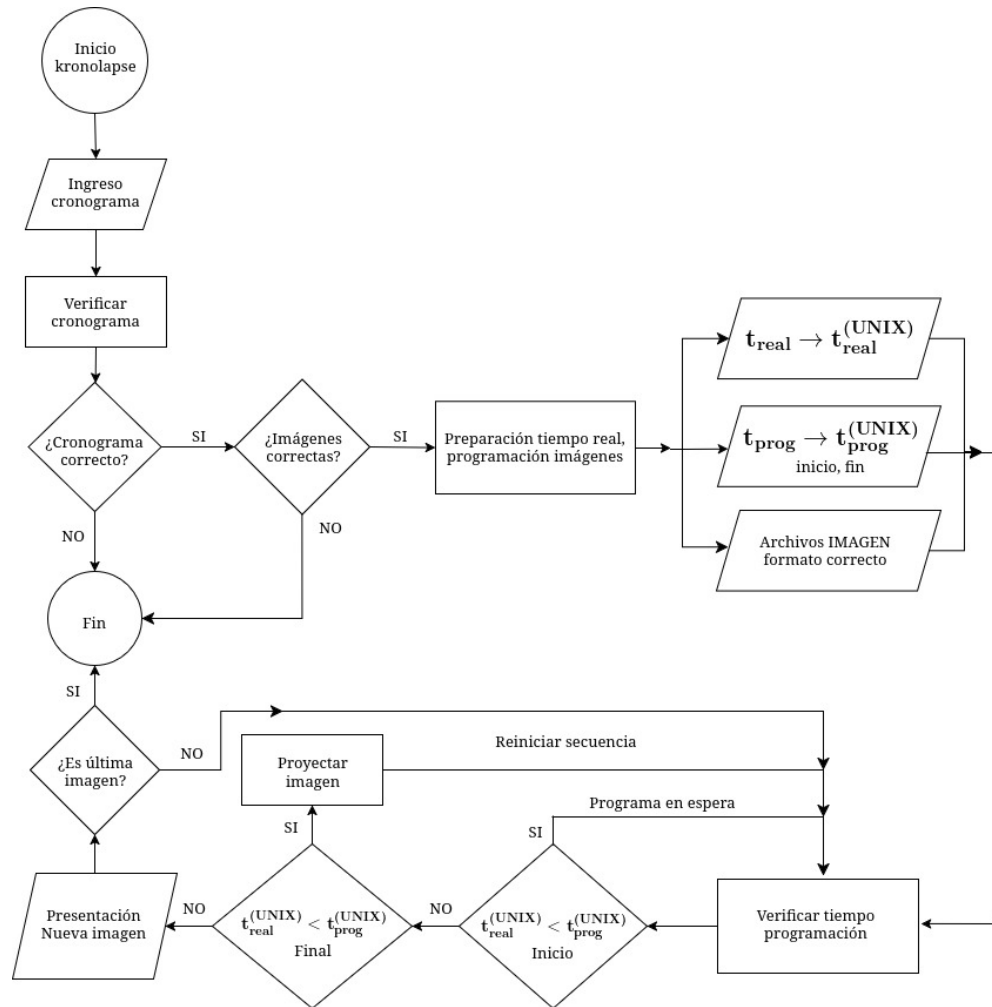 Inicio
kronolapse
Ingreso
cronograma
Verificar
cronograma
¿Cronograma
correcto?
SI
¿Imágenes
correctas?
SI
Preparación tiempo real,
programación imágenes
t_real → t_real^(UNIX)
t_prog → t_prog^(UNIX)
inicio, fin
Archivos IMAGEN
formato correcto
NO
NO
Fin
SI
¿Es última
imagen?
NO
Reiniciar secuencia
Proyectar
imagen
Programa en espera
SI
SI
Presentación
Nueva imagen
NO
t_real^(UNIX) < t_prog^(UNIX)
Final
NO
t_real^(UNIX) < t_prog^(UNIX)
Inicio
Verificar tiempo
programación